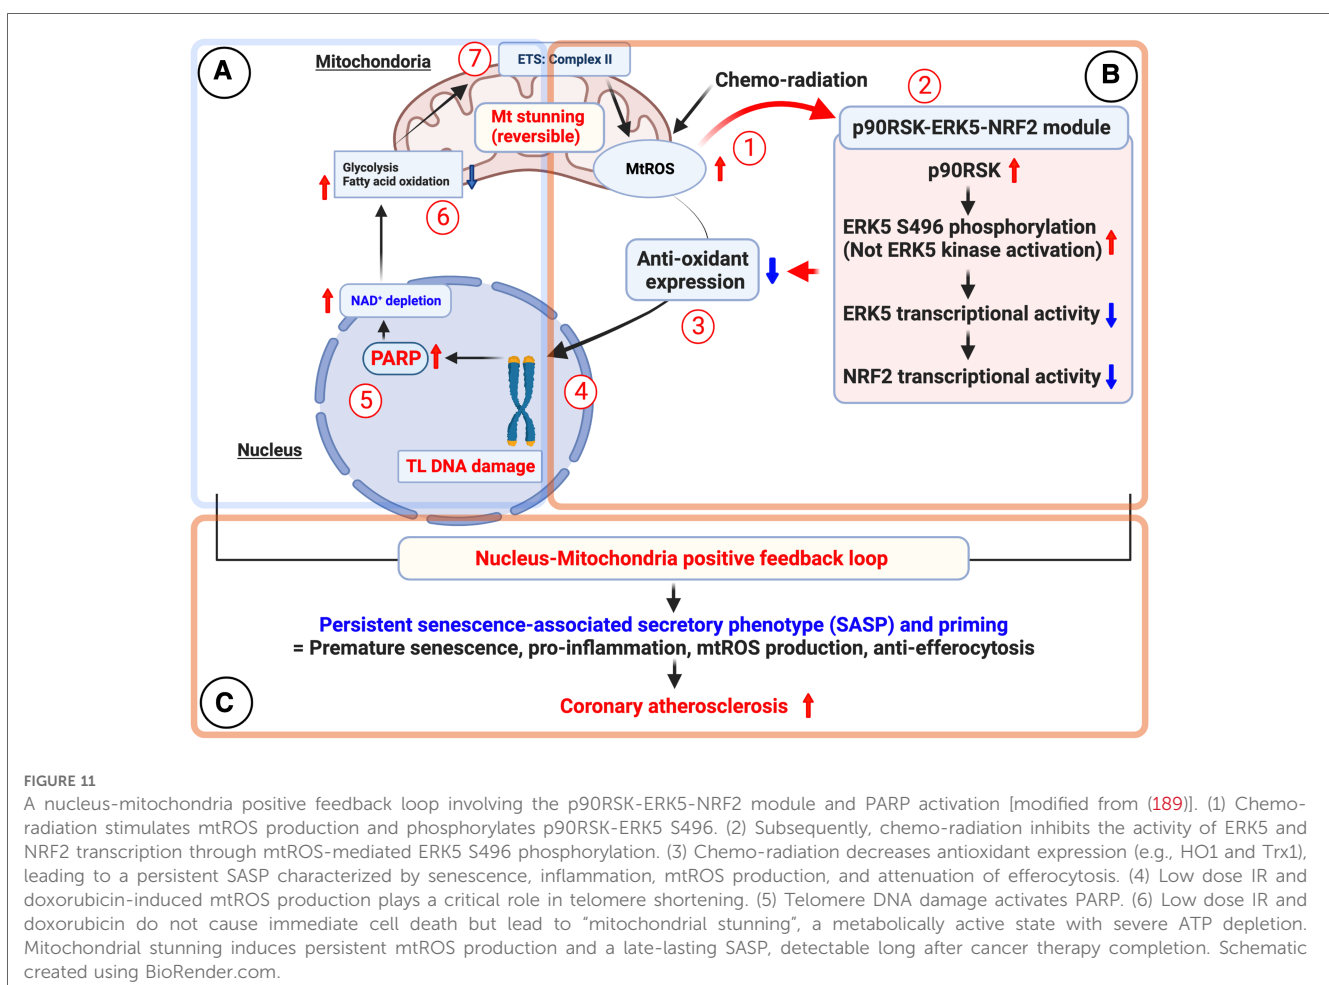 A
Mitochondoria
7
ETS: Complex II
B
Chemo-radiation
2
Mt stunning
(reversible)
1
p90RSK-ERK5-NRF2 module
MtROS
Glycolysis
Fatty acid oxidation
6
p90RSK
ERK5 S496 phosphorylation
(Not ERK5 kinase activation)
Anti-oxidant
expression
3
ERK5 transcriptional activity
NRF2 transcriptional activity
NAD+ depletion
PARP
5
4
Nucleus
TL DNA damage
Nucleus-Mitochondria positive feedback loop
Persistent senescence-associated secretory phenotype (SASP) and priming
= Premature senescence, pro-inflammation, mtROS production, anti-efferocytosis
C
Coronary atherosclerosis
FIGURE 11
A nucleus-mitochondria positive feedback loop involving the p90RSK-ERK5-NRF2 module and PARP activation [modified from (189)]. (1) Chemo-
radiation stimulates mtROS production and phosphorylates p90RSK-ERK5 S496. (2) Subsequently, chemo-radiation inhibits the activity of ERK5 and
NRF2 transcription through mtROS-mediated ERK5 S496 phosphorylation. (3) Chemo-radiation decreases antioxidant expression (e.g., HO1 and Trx1),
leading to a persistent SASP characterized by senescence, inflammation, mtROS production, and attenuation of efferocytosis. (4) Low dose IR and
doxorubicin-induced mtROS production plays a critical role in telomere shortening. (5) Telomere DNA damage activates PARP. (6) Low dose IR and
doxorubicin do not cause immediate cell death but lead to “mitochondrial stunning”, a metabolically active state with severe ATP depletion.
Mitochondrial stunning induces persistent mtROS production and a late-lasting SASP, detectable long after cancer therapy completion. Schematic
created using BioRender.com.